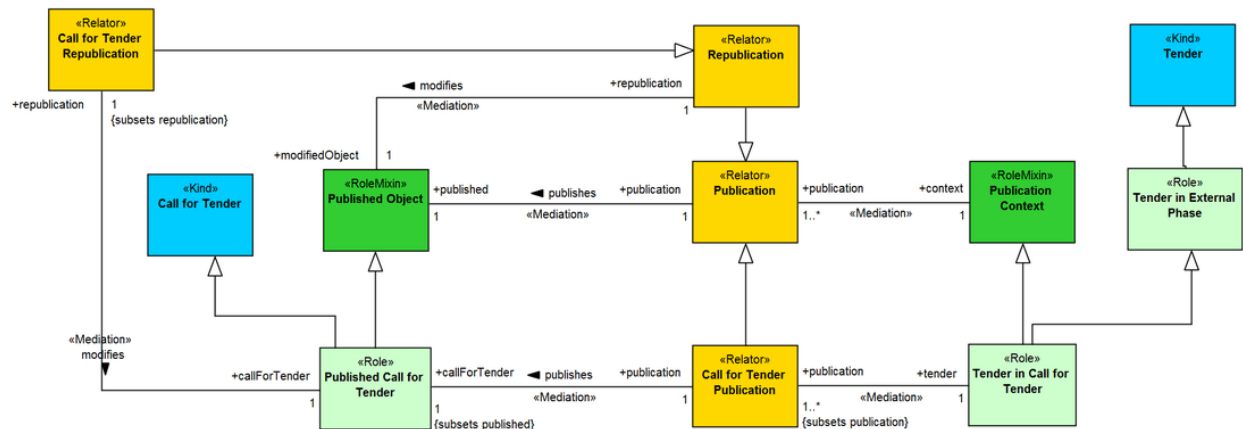 «Relator»
Call for Tender
Republication
«Relator»
Republication
«Kind»
Tender
+republication
1
{subsets republication}
◄ modifies
+republication
«Mediation»
1
+modifiedObject
1
«Kind»
Call for Tender
«RoleMixin»
Published Object
+published
◄ publishes
+publication
1
«Mediation»
1
«Relator»
Publication
+publication
+context
1..*
«Mediation»
1
«RoleMixin»
Publication
Context
«Role»
Tender in External
Phase
«Mediation»
modifies
+callForTender
1
«Role»
Published Call for
Tender
+callForTender
◄ publishes
+publication
1
«Mediation»
1
{subsets published}
«Relator»
Call for Tender
Publication
+publication
+tender
1..*
«Mediation»
1
{subsets publication}
«Role»
Tender in Call for
Tender